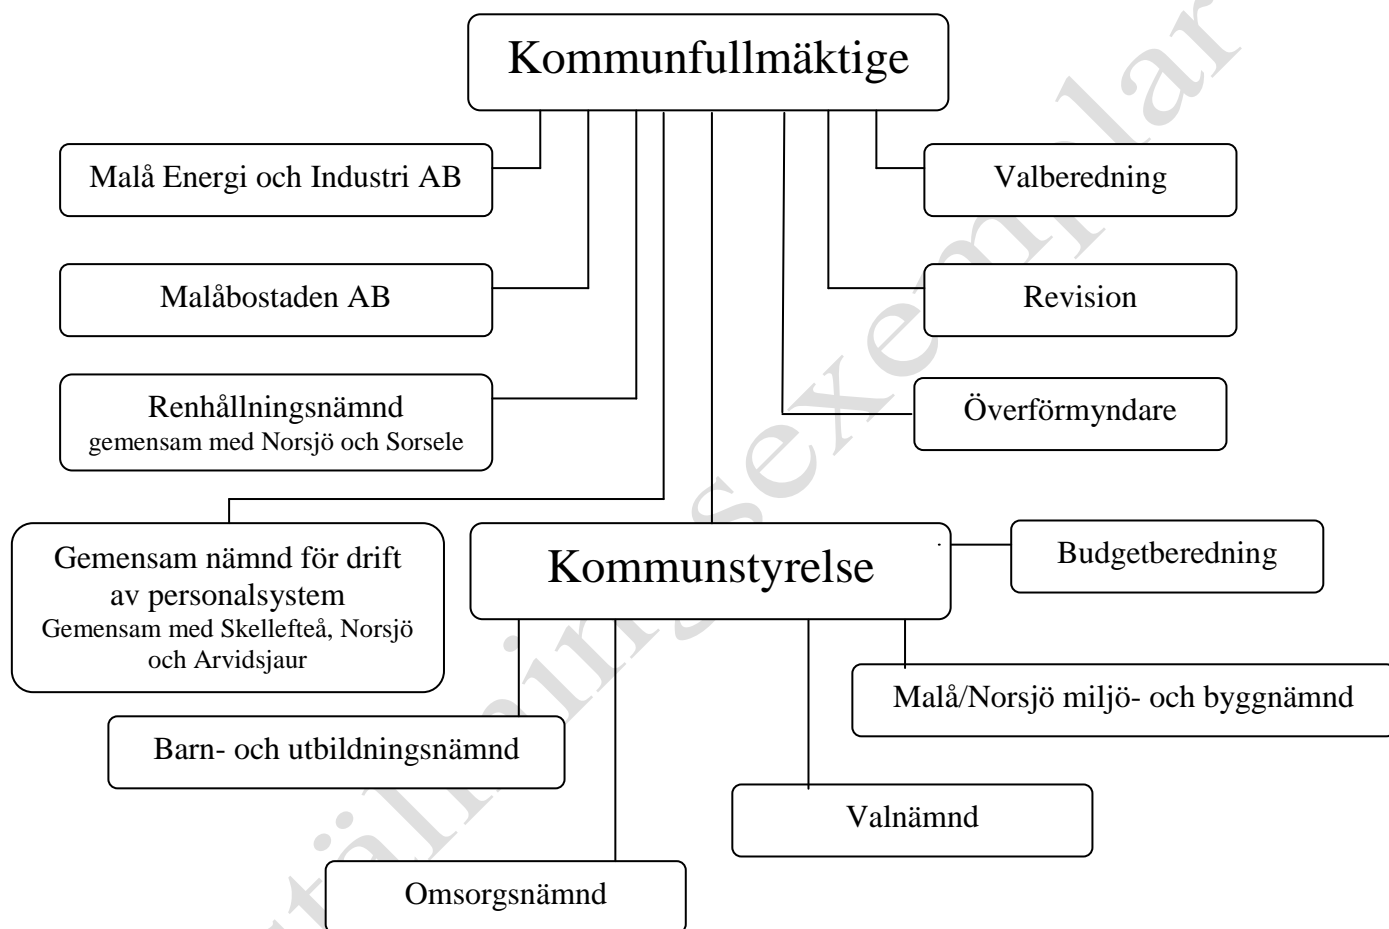 Kommunfullmäktige
Malå Energi och Industri AB
Valberedning
Malåbostaden AB
Revision
Renhållningsnämnd
gemensam med Norsjö och Sorsele
Överförmyndare
Gemensam nämnd för drift
av personalsystem
Gemensam med Skellefteå, Norsjö
och Arvidsjaur
Kommunstyrelse
Budgetberedning
Malå/Norsjö miljö- och byggnämnd
Barn- och utbildningsnämnd
Valnämnd
Omsorgsnämnd
tällningsexemplar